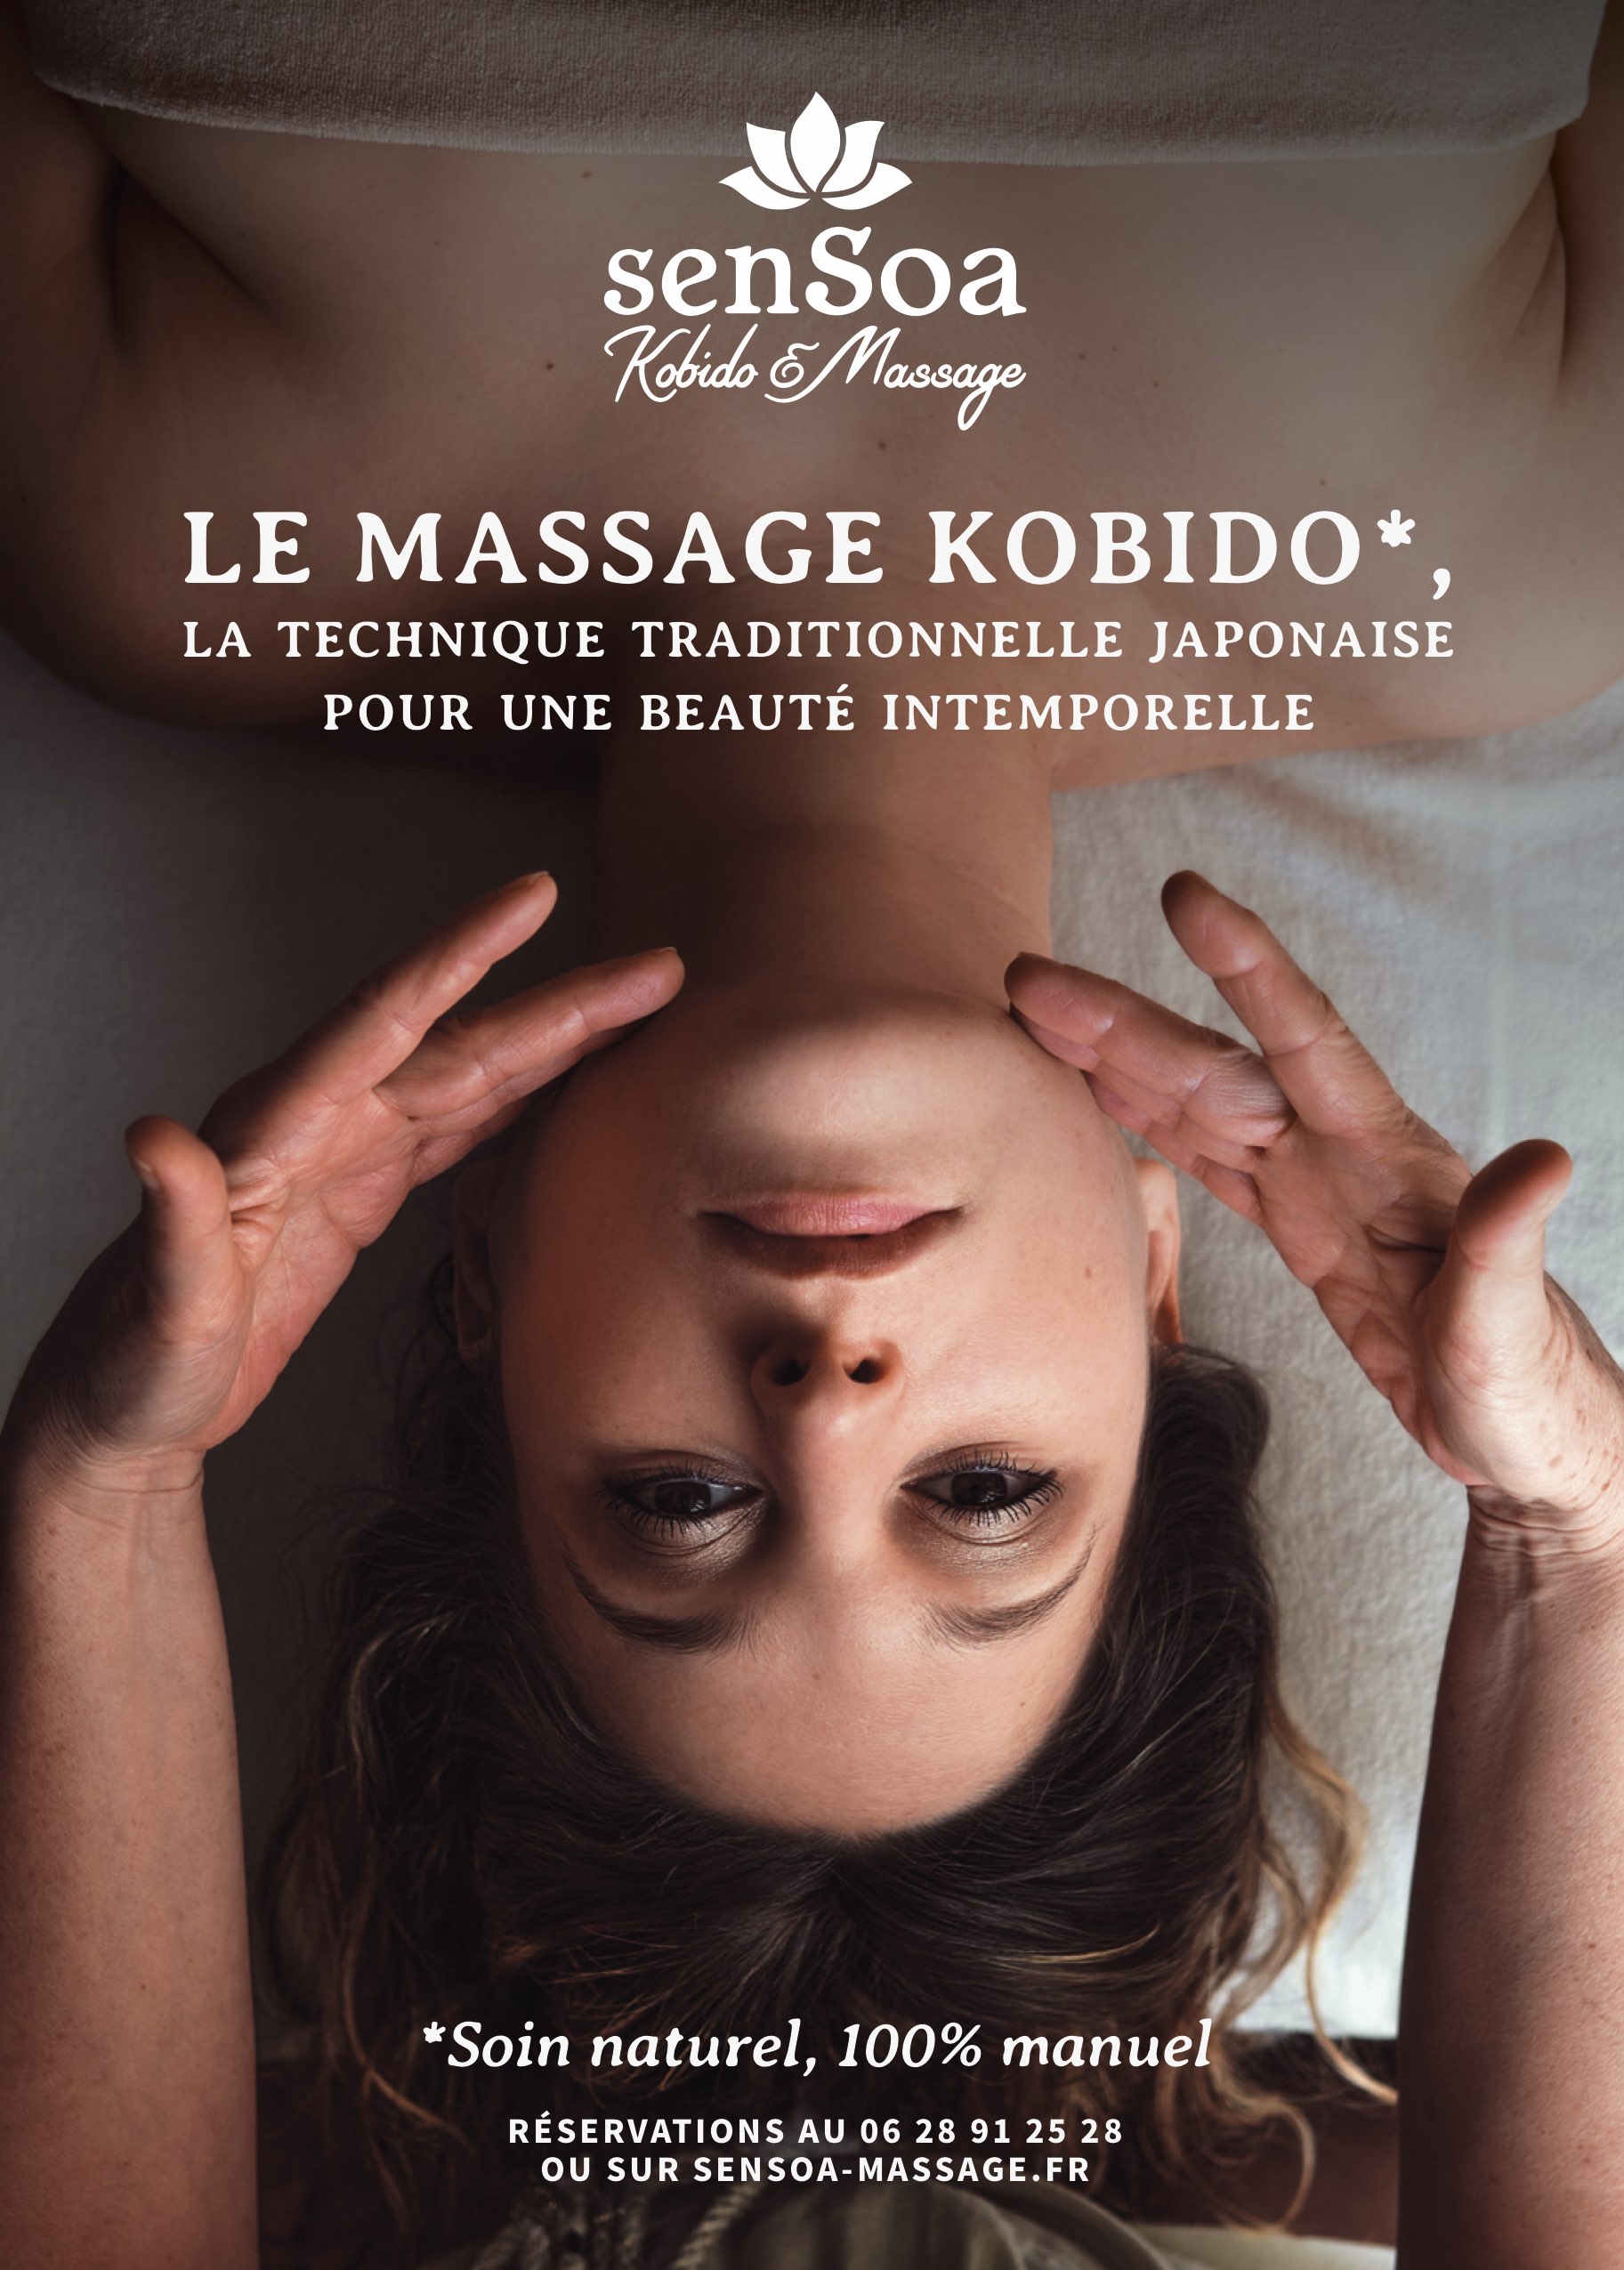 senSoa
Kobido & Massage
LE MASSAGE KOBIDO*,
LA TECHNIQUE TRADITIONNELLE JAPONAISE
POUR UNE BEAUTÉ INTEMPORELLE
*Soin naturel, 100% manuel
RÉSERVATIONS AU 06 28 91 25 28
OU SUR SENSOA-MASSAGE.FR